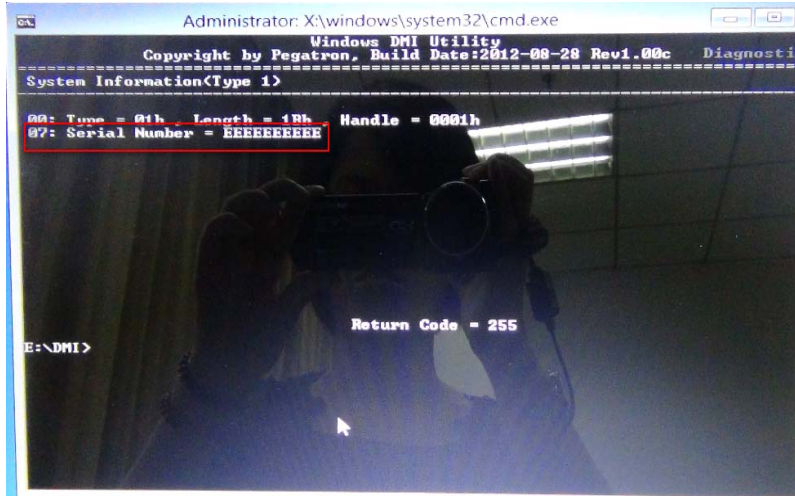 Administrator: X:\windows\system32\cmd.exe
Windows DMI Utility
Copyright by Pegatron, Build Date:2012-08-28 Rev1.00c Diagnosti
System Information(Type 1)
00: Type = 01h , Length = 1Bh , Handle = 0001h
07: Serial Number = EEEEEEEEEE
Return Code = 255
E:\DMI>